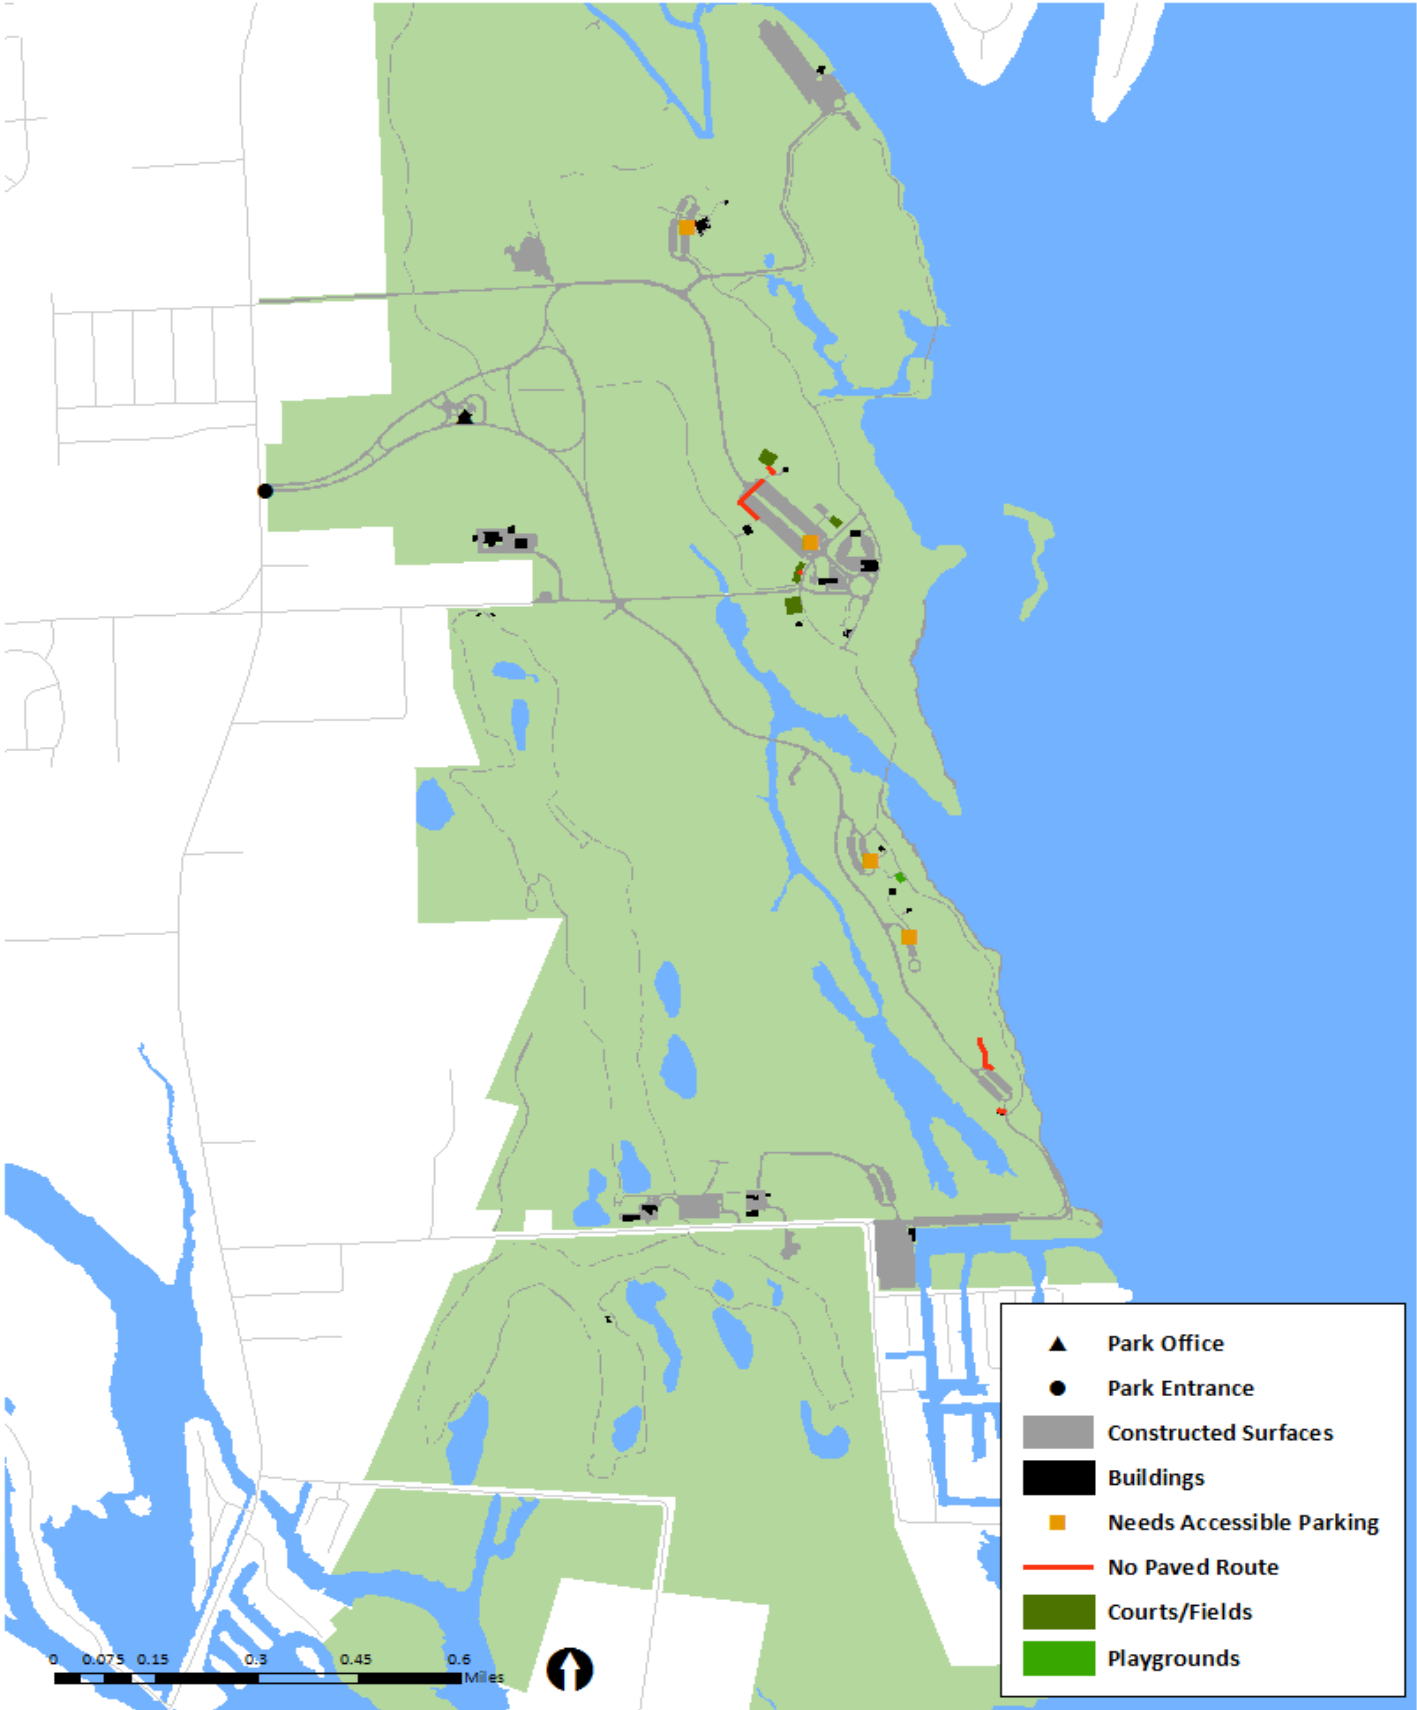 Park Office
Park Entrance
Constructed Surfaces
Buildings
Needs Accessible Parking
No Paved Route
Courts/Fields
Playgrounds
0 0.075 0.15 0.3 0.45 0.6
Miles